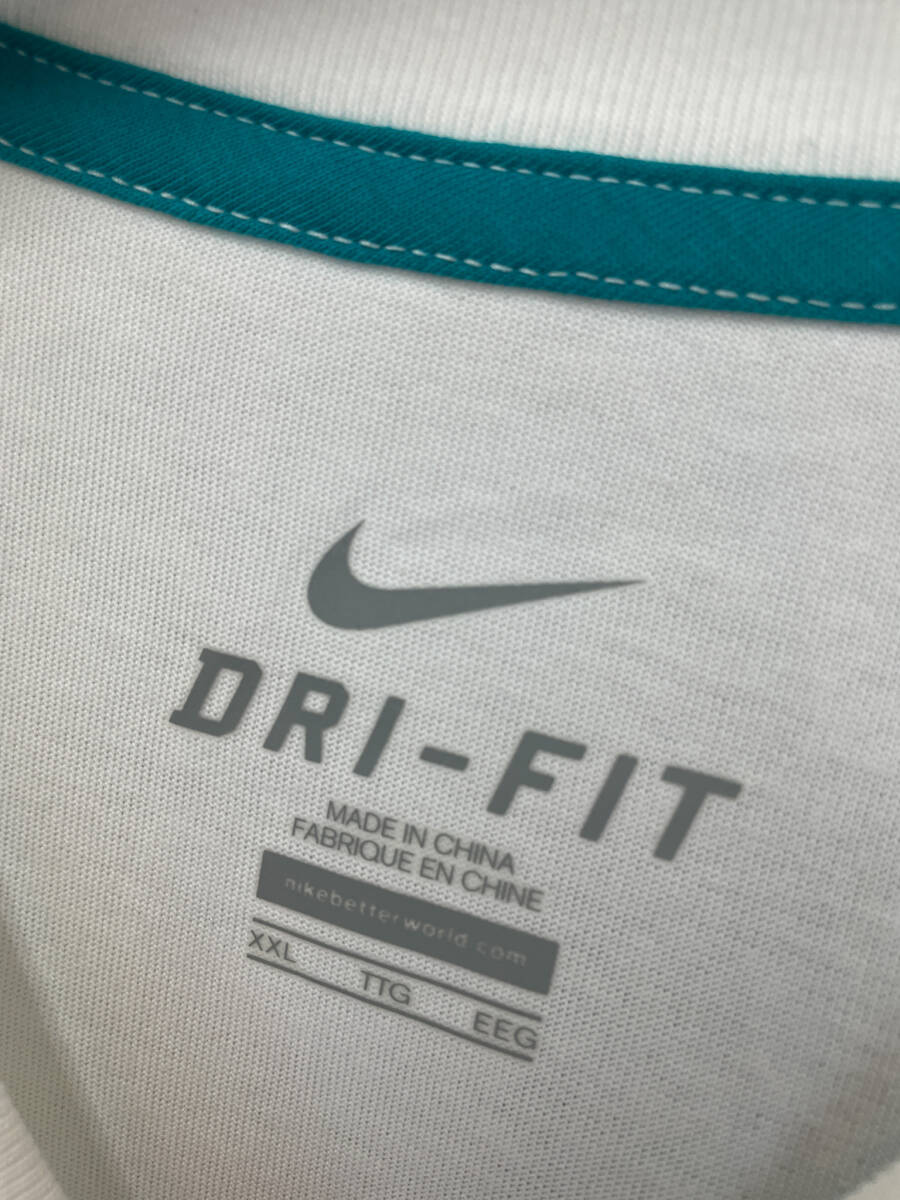 DRI-FIT
MADE IN CHINA
FABRIQUE EN CHINE
nikebetterworld.com
XXL TTG EEG